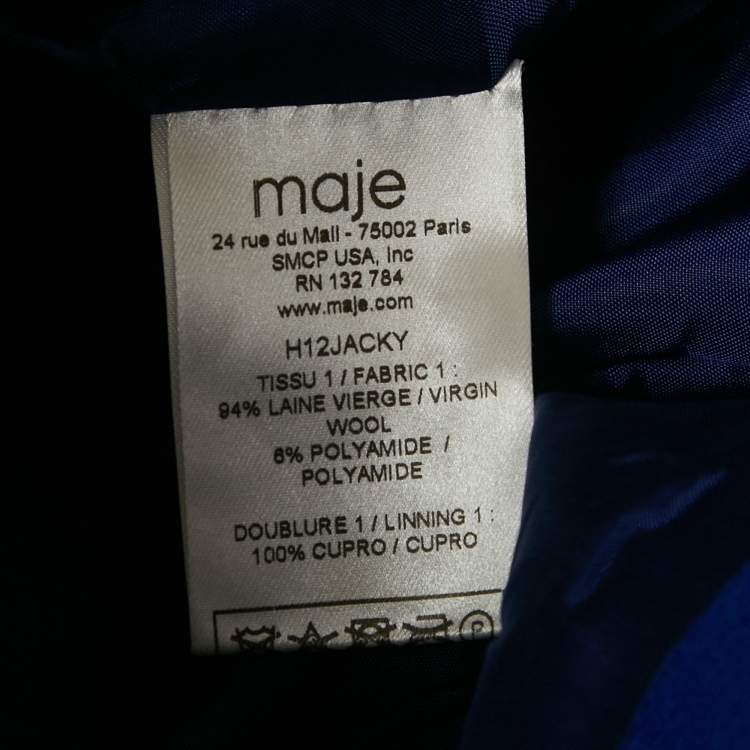 maje
24 rue du Mail - 75002 Paris
SMCP USA, Inc
RN 132 784
www.maje.com
H12JACKY
TISSU 1 / FABRIC 1 :
94% LAINE VIERGE / VIRGIN
WOOL
6% POLYAMIDE /
POLYAMIDE
DOUBLURE 1 / LINNING 1 :
100% CUPRO / CUPRO
P